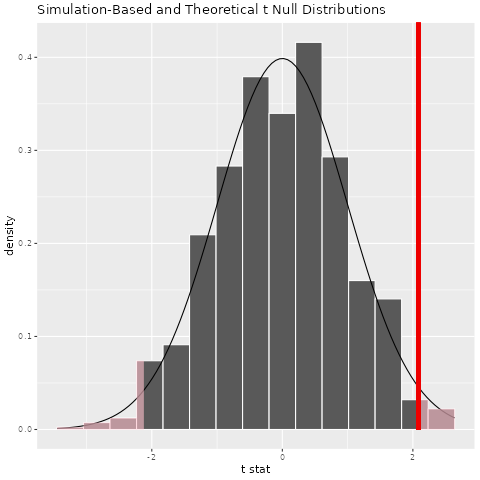 Simulation-Based and Theoretical t Null Distributions
0.4
0.3
0.2
0.1
0.0
density
-2
0
2
t stat